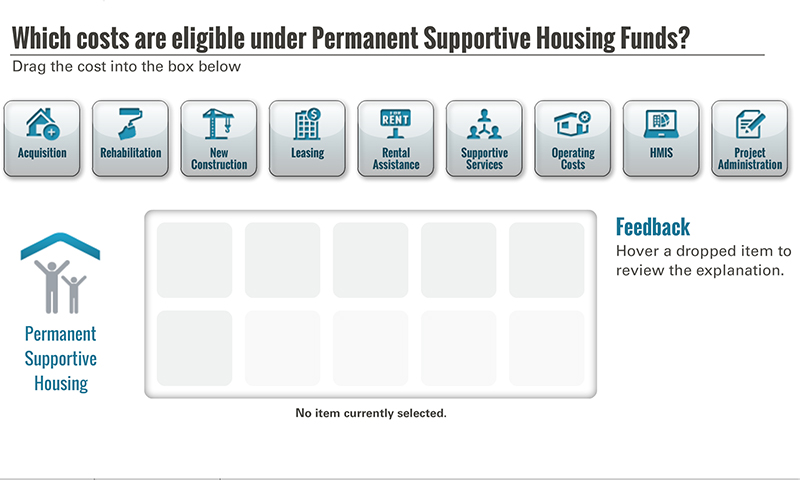 Which costs are eligible under Permanent Supportive Housing Funds?
Drag the cost into the box below
Acquisition
Rehabilitation
New
Construction
Leasing
RENT
Rental
Assistance
Supportive
Services
Operating
Costs
HMIS
Project
Administration
Permanent
Supportive
Housing
Feedback
Hover a dropped item to
review the explanation.
No item currently selected.